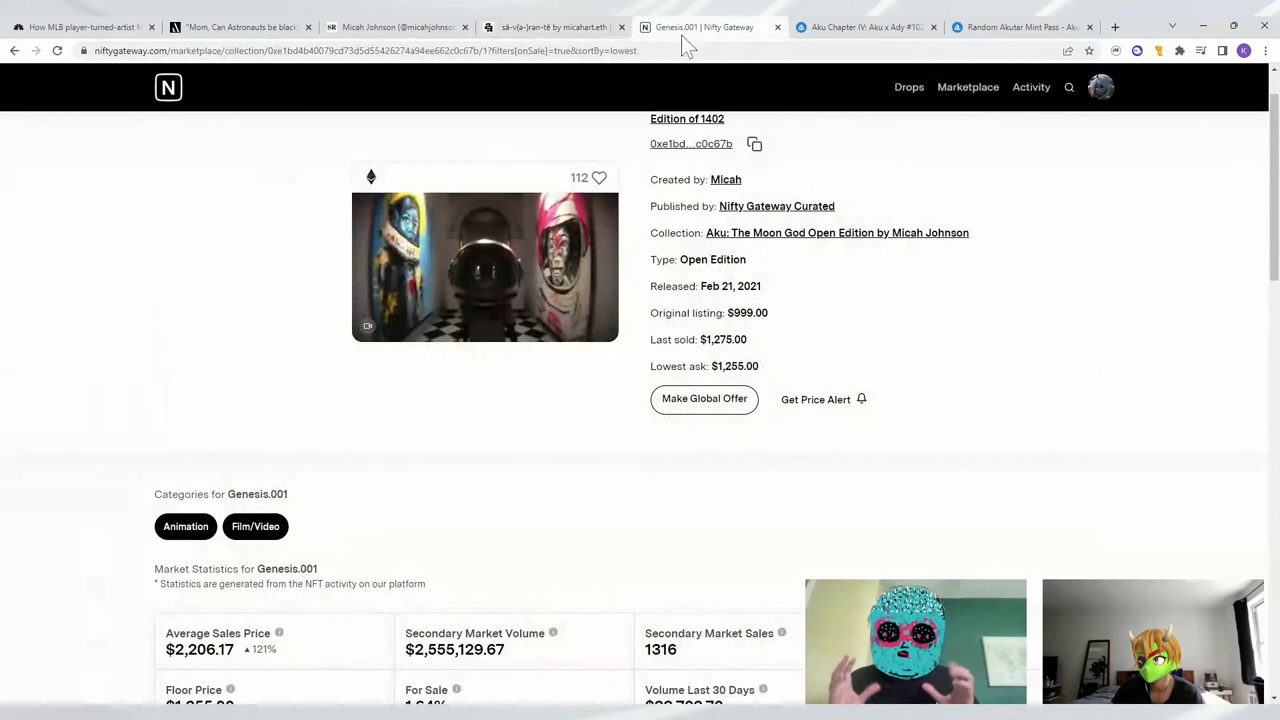 How MLB player-turned-artist M
"Mom, Can Astronauts be black
SR Micah Johnson (@micahjohns
sā-v(ə-)rən-tē by micahart.eth |
N Genesis.001 | Nifty Gateway
Aku Chapter IV: Aku x Ady #102
Random Akutar Mint Pass - Aku
niftygateway.com/marketplace/collection/0xe1bd4b40079cd73d5d55426274a94ee662c0c67b/1?filters[onSale]=true&sortBy=lowest
K
N
Drops
Marketplace
Activity
Edition of 1402
0xe1bd...c0c67b
112
Created by: Micah
Published by: Nifty Gateway Curated
Collection: Aku: The Moon God Open Edition by Micah Johnson
Type: Open Edition
Released: Feb 21, 2021
Original listing: $999.00
Last sold: $1,275.00
Lowest ask: $1,255.00
Make Global Offer
Get Price Alert
Categories for Genesis.001
Animation
Film/Video
Market Statistics for Genesis.001
* Statistics are generated from the NFT activity on our platform
Average Sales Price
$2,206.17 ▲ 121%
Secondary Market Volume
$2,555,129.67
Secondary Market Sales
1316
Floor Price
For Sale
Volume Last 30 Days